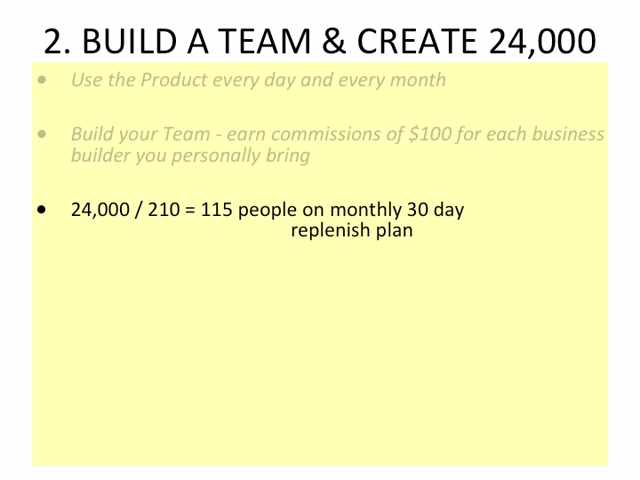 2. BUILD A TEAM & CREATE 24,000
• Use the Product every day and every month
• Build your Team - earn commissions of $100 for each business
builder you personally bring
• 24,000 / 210 = 115 people on monthly 30 day
replenish plan